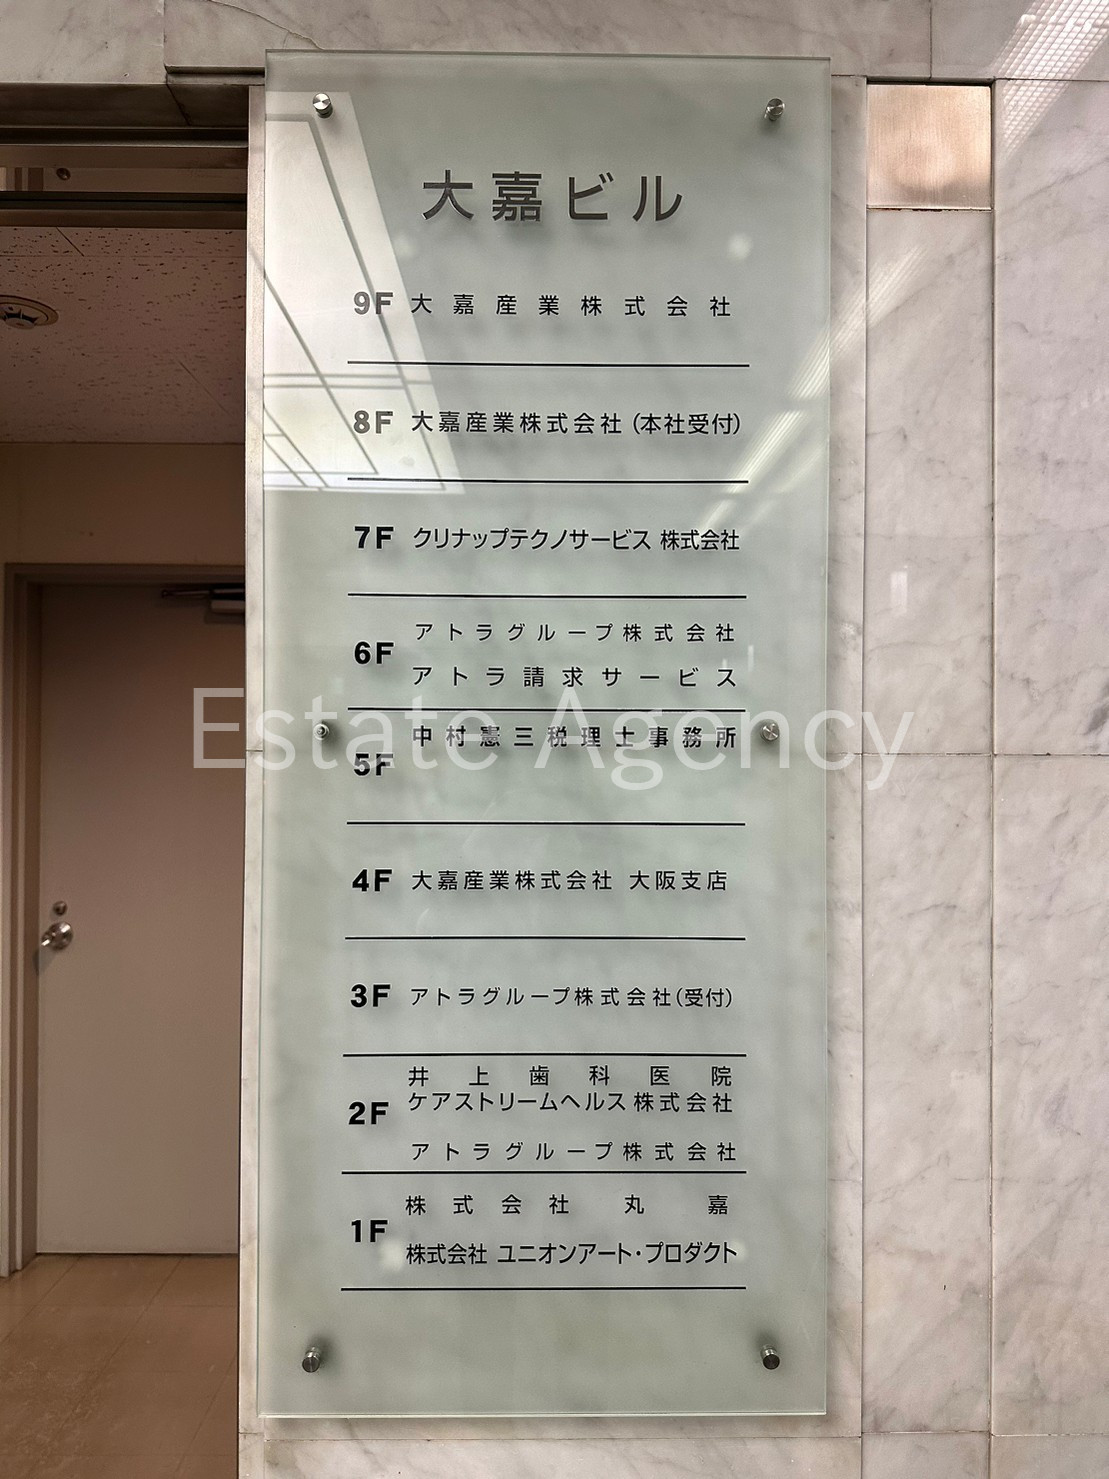 大嘉ビル
9F 大嘉産業株式会社
8F 大嘉産業株式会社(本社受付)
7F クリナップテクノサービス 株式会社
アトラグループ株式会社
6F
アトラ請求サービス
Estate Agency
中村憲三税理士事務所
5F
4F 大嘉産業株式会社 大阪支店
3F アトラグループ株式会社(受付)
井上歯科医院
ケアストリームヘルス株式会社
2F
アトラグループ株式会社
株式会社丸嘉
1F
株式会社 ユニオンアート・プロダクト